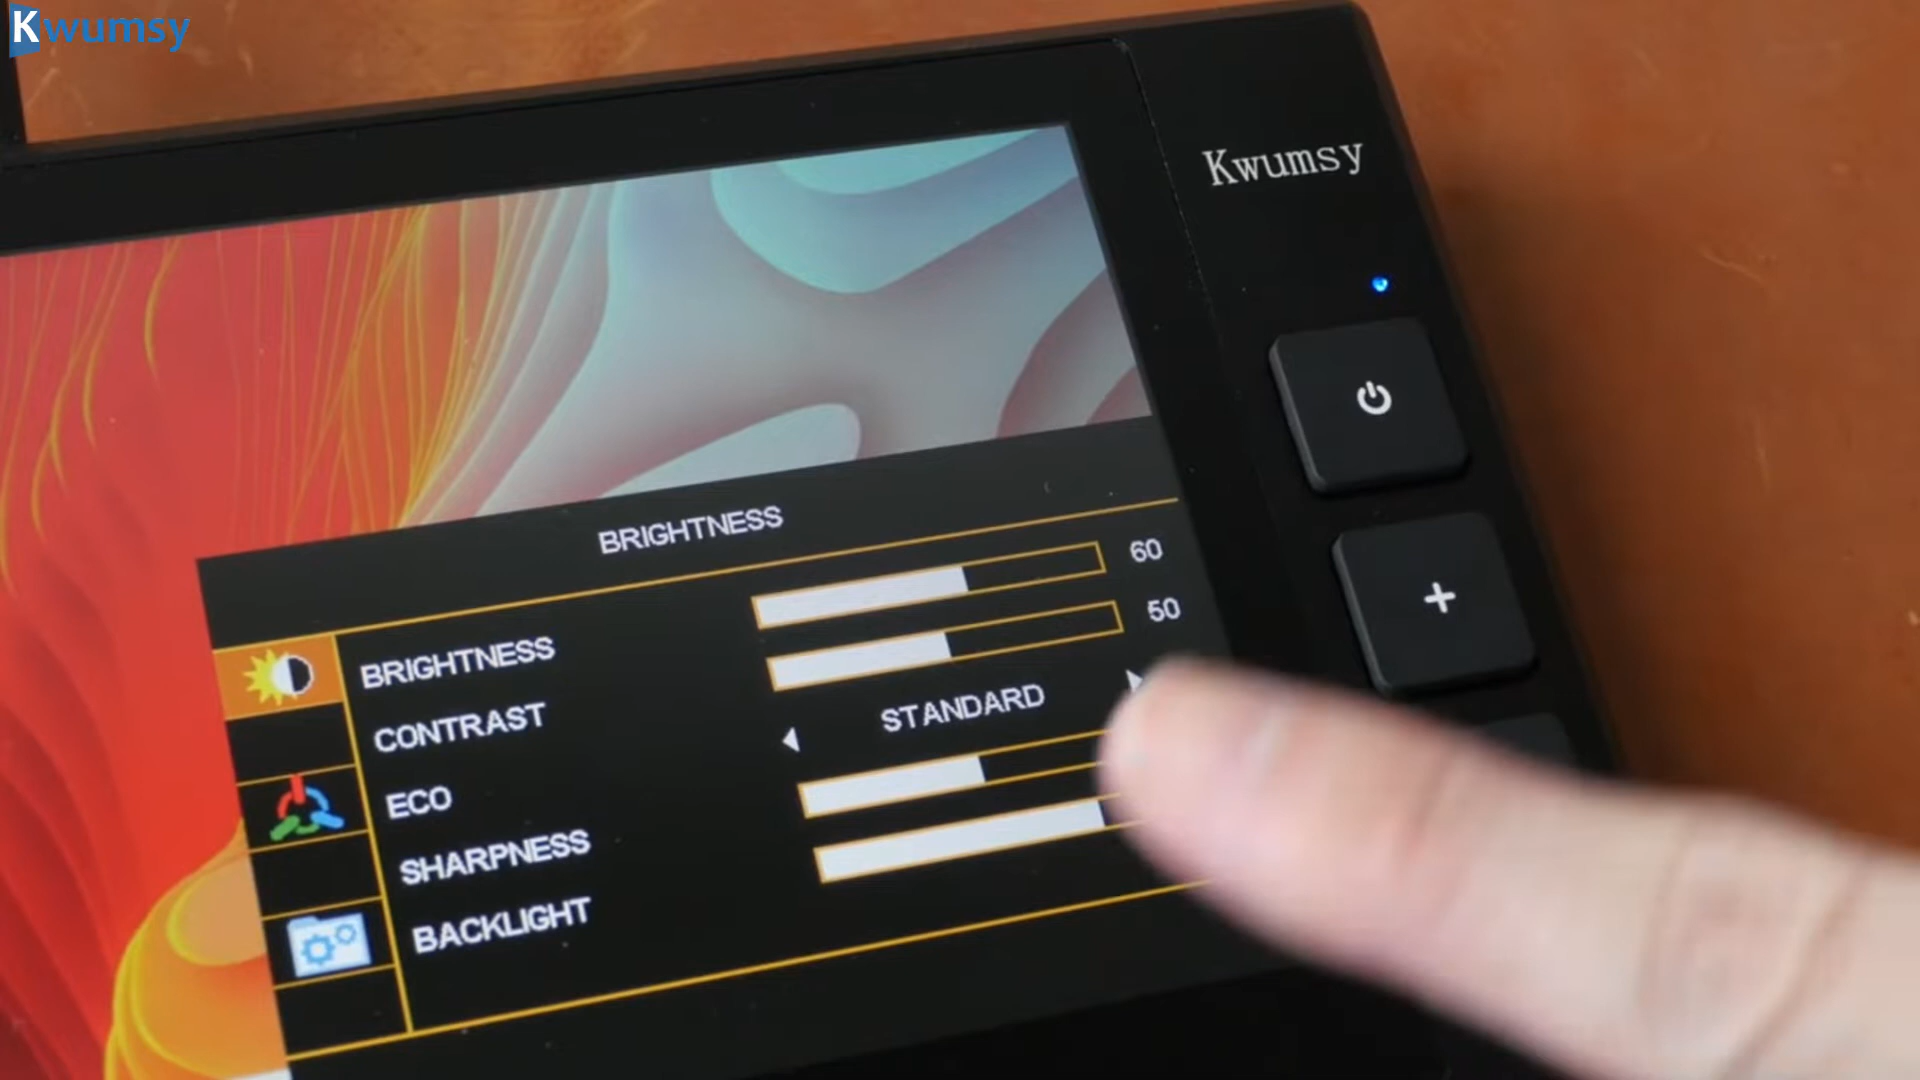 Kwumsy
Kwumsy
BRIGHTNESS
BRIGHTNESS 60
CONTRAST 50
ECO STANDARD
SHARPNESS
BACKLIGHT